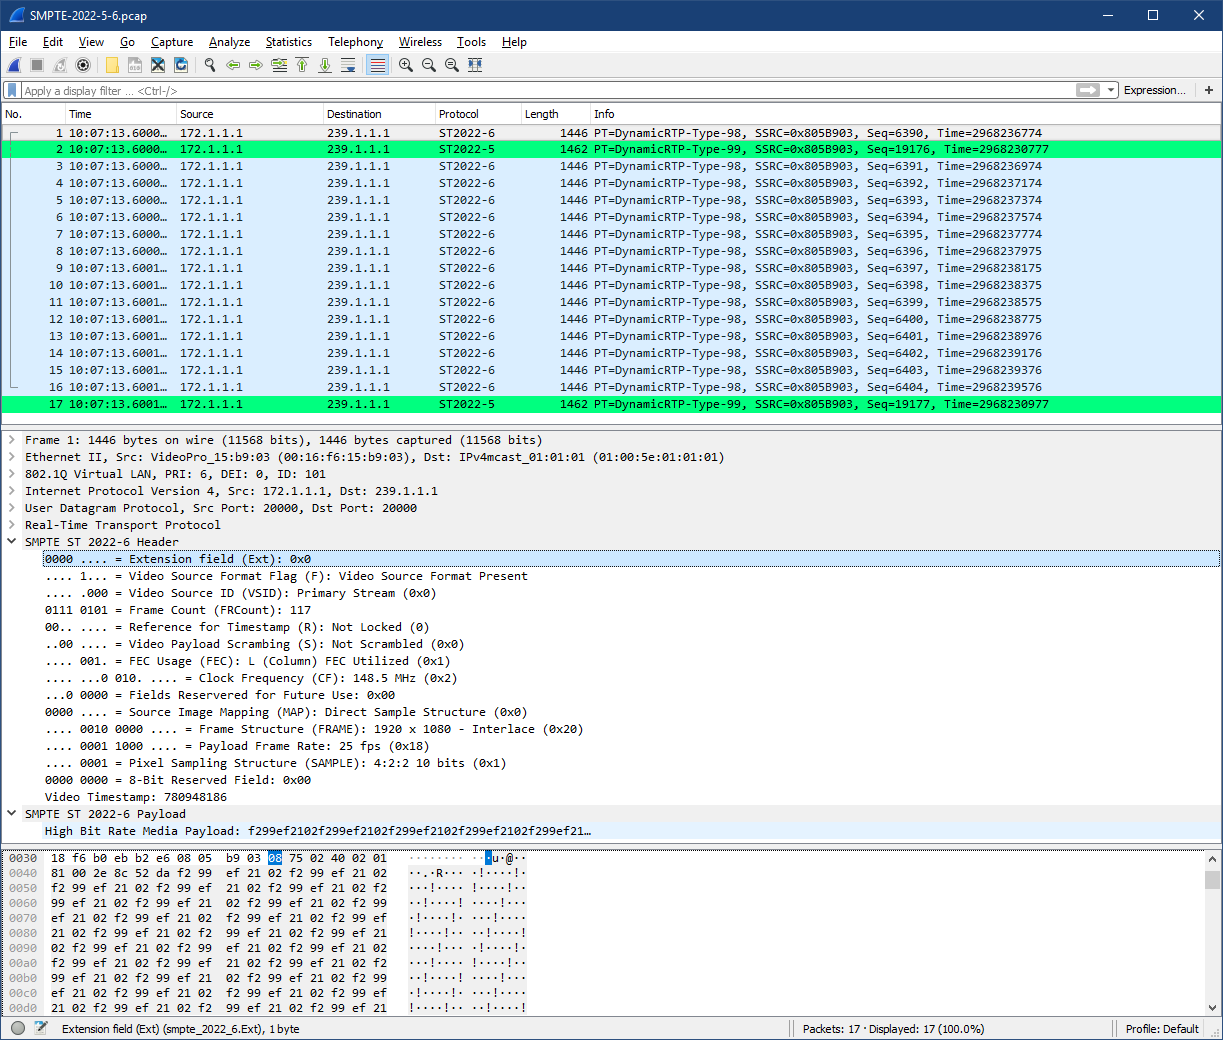 SMPTE-2022-5-6.pcap
File Edit View Go Capture Analyze Statistics Telephony Wireless Tools Help
Apply a display filter ... <Ctrl-/> Expression... +
No. Time Source Destination Protocol Length Info
1 10:07:13.6000… 172.1.1.1 239.1.1.1 ST2022-6 1446 PT=DynamicRTP-Type-98, SSRC=0x805B903, Seq=6390, Time=2968236774
2 10:07:13.6000… 172.1.1.1 239.1.1.1 ST2022-5 1462 PT=DynamicRTP-Type-99, SSRC=0x805B903, Seq=19176, Time=2968230777
3 10:07:13.6000… 172.1.1.1 239.1.1.1 ST2022-6 1446 PT=DynamicRTP-Type-98, SSRC=0x805B903, Seq=6391, Time=2968236974
4 10:07:13.6000… 172.1.1.1 239.1.1.1 ST2022-6 1446 PT=DynamicRTP-Type-98, SSRC=0x805B903, Seq=6392, Time=2968237174
5 10:07:13.6000… 172.1.1.1 239.1.1.1 ST2022-6 1446 PT=DynamicRTP-Type-98, SSRC=0x805B903, Seq=6393, Time=2968237374
6 10:07:13.6000… 172.1.1.1 239.1.1.1 ST2022-6 1446 PT=DynamicRTP-Type-98, SSRC=0x805B903, Seq=6394, Time=2968237574
7 10:07:13.6000… 172.1.1.1 239.1.1.1 ST2022-6 1446 PT=DynamicRTP-Type-98, SSRC=0x805B903, Seq=6395, Time=2968237774
8 10:07:13.6000… 172.1.1.1 239.1.1.1 ST2022-6 1446 PT=DynamicRTP-Type-98, SSRC=0x805B903, Seq=6396, Time=2968237975
9 10:07:13.6001… 172.1.1.1 239.1.1.1 ST2022-6 1446 PT=DynamicRTP-Type-98, SSRC=0x805B903, Seq=6397, Time=2968238175
10 10:07:13.6001… 172.1.1.1 239.1.1.1 ST2022-6 1446 PT=DynamicRTP-Type-98, SSRC=0x805B903, Seq=6398, Time=2968238375
11 10:07:13.6001… 172.1.1.1 239.1.1.1 ST2022-6 1446 PT=DynamicRTP-Type-98, SSRC=0x805B903, Seq=6399, Time=2968238575
12 10:07:13.6001… 172.1.1.1 239.1.1.1 ST2022-6 1446 PT=DynamicRTP-Type-98, SSRC=0x805B903, Seq=6400, Time=2968238775
13 10:07:13.6001… 172.1.1.1 239.1.1.1 ST2022-6 1446 PT=DynamicRTP-Type-98, SSRC=0x805B903, Seq=6401, Time=2968238976
14 10:07:13.6001… 172.1.1.1 239.1.1.1 ST2022-6 1446 PT=DynamicRTP-Type-98, SSRC=0x805B903, Seq=6402, Time=2968239176
15 10:07:13.6001… 172.1.1.1 239.1.1.1 ST2022-6 1446 PT=DynamicRTP-Type-98, SSRC=0x805B903, Seq=6403, Time=2968239376
16 10:07:13.6001… 172.1.1.1 239.1.1.1 ST2022-6 1446 PT=DynamicRTP-Type-98, SSRC=0x805B903, Seq=6404, Time=2968239576
17 10:07:13.6001… 172.1.1.1 239.1.1.1 ST2022-5 1462 PT=DynamicRTP-Type-99, SSRC=0x805B903, Seq=19177, Time=2968230977
Frame 1: 1446 bytes on wire (11568 bits), 1446 bytes captured (11568 bits)
Ethernet II, Src: VideoPro_15:b9:03 (00:16:f6:15:b9:03), Dst: IPv4mcast_01:01:01 (01:00:5e:01:01:01)
802.1Q Virtual LAN, PRI: 6, DEI: 0, ID: 101
Internet Protocol Version 4, Src: 172.1.1.1, Dst: 239.1.1.1
User Datagram Protocol, Src Port: 20000, Dst Port: 20000
Real-Time Transport Protocol
SMPTE ST 2022-6 Header
0000 .... = Extension field (Ext): 0x0
.... 1... = Video Source Format Flag (F): Video Source Format Present
.... .000 = Video Source ID (VSID): Primary Stream (0x0)
0111 0101 = Frame Count (FRCount): 117
00.. .... = Reference for Timestamp (R): Not Locked (0)
..00 .... = Video Payload Scrambing (S): Not Scrambled (0x0)
.... 001. = FEC Usage (FEC): L (Column) FEC Utilized (0x1)
.... ...0 010. .... = Clock Frequency (CF): 148.5 MHz (0x2)
...0 0000 = Fields Reservered for Future Use: 0x00
0000 .... = Source Image Mapping (MAP): Direct Sample Structure (0x0)
.... 0010 0000 .... = Frame Structure (FRAME): 1920 x 1080 - Interlace (0x20)
.... 0001 1000 .... = Payload Frame Rate: 25 fps (0x18)
.... 0001 = Pixel Sampling Structure (SAMPLE): 4:2:2 10 bits (0x1)
0000 0000 = 8-Bit Reserved Field: 0x00
Video Timestamp: 780948186
SMPTE ST 2022-6 Payload
High Bit Rate Media Payload: f299ef2102f299ef2102f299ef2102f299ef2102f299ef21…
0030 18 f6 b0 eb b2 e6 08 05 b9 03 08 75 02 40 02 01 ········ ···u·@··
0040 81 00 2e 8c 52 da f2 99 ef 21 02 f2 99 ef 21 02 ··.·R··· ·!····!·
0050 f2 99 ef 21 02 f2 99 ef 21 02 f2 99 ef 21 02 f2 ···!···· !····!··
0060 99 ef 21 02 f2 99 ef 21 02 f2 99 ef 21 02 f2 99 ··!····! ····!···
0070 ef 21 02 f2 99 ef 21 02 f2 99 ef 21 02 f2 99 ef ·!····!· ···!····
0080 21 02 f2 99 ef 21 02 f2 99 ef 21 02 f2 99 ef 21 !····!·· ··!····!
0090 02 f2 99 ef 21 02 f2 99 ef 21 02 f2 99 ef 21 02 ····!··· ·!····!·
00a0 f2 99 ef 21 02 f2 99 ef 21 02 f2 99 ef 21 02 f2 ···!···· !····!··
00b0 99 ef 21 02 f2 99 ef 21 02 f2 99 ef 21 02 f2 99 ··!····! ····!···
00c0 ef 21 02 f2 99 ef 21 02 f2 99 ef 21 02 f2 99 ef ·!····!· ···!····
00d0 21 02 f2 99 ef 21 02 f2 99 ef 21 02 f2 99 ef 21 !····!·· ··!····!
Extension field (Ext) (smpte_2022_6.Ext), 1 byte Packets: 17 · Displayed: 17 (100.0%) Profile: Default